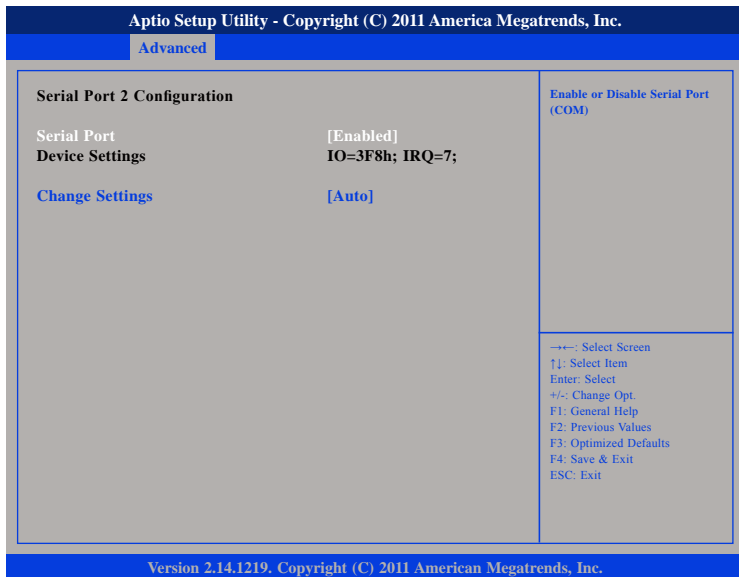 Aptio Setup Utility - Copyright (C) 2011 America Megatrends, Inc.
Advanced
Serial Port 2 Configuration
Serial Port [Enabled]
Device Settings IO=3F8h; IRQ=7;
Change Settings [Auto]
Enable or Disable Serial Port
(COM)
→←: Select Screen
↑↓: Select Item
Enter: Select
+/-: Change Opt.
F1: General Help
F2: Previous Values
F3: Optimized Defaults
F4: Save & Exit
ESC: Exit
Version 2.14.1219. Copyright (C) 2011 American Megatrends, Inc.